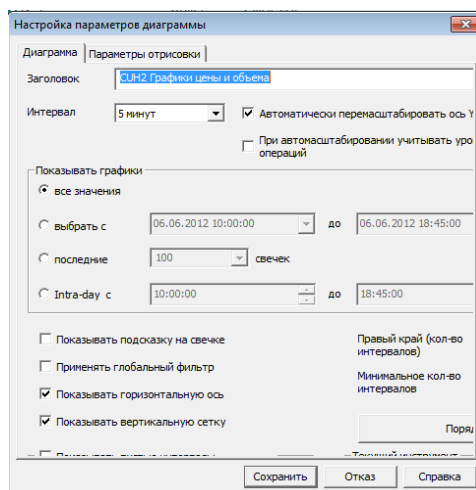 Настройка параметров диаграммы
Диаграмма Параметры отрисовки
Заголовок CUH2 Графики цены и объема
Интервал 5 минут Автоматически перемасштабировать ось Y
При автомасштабировании учитывать уро
операций
Показывать графики
все значения
выбрать с 06.06.2012 10:00:00 до 06.06.2012 18:45:00
последние 100 свечек
Intra-day с 10:00:00 до 18:45:00
Показывать подсказку на свечке
Правый край (кол-во
интервалов)
Применять глобальный фильтр
Минимальное кол-во
интервалов
Показывать горизонтальную ось
Показывать вертикальную сетку
Поря
Текущий инструмент
Сохранить Отказ Справка